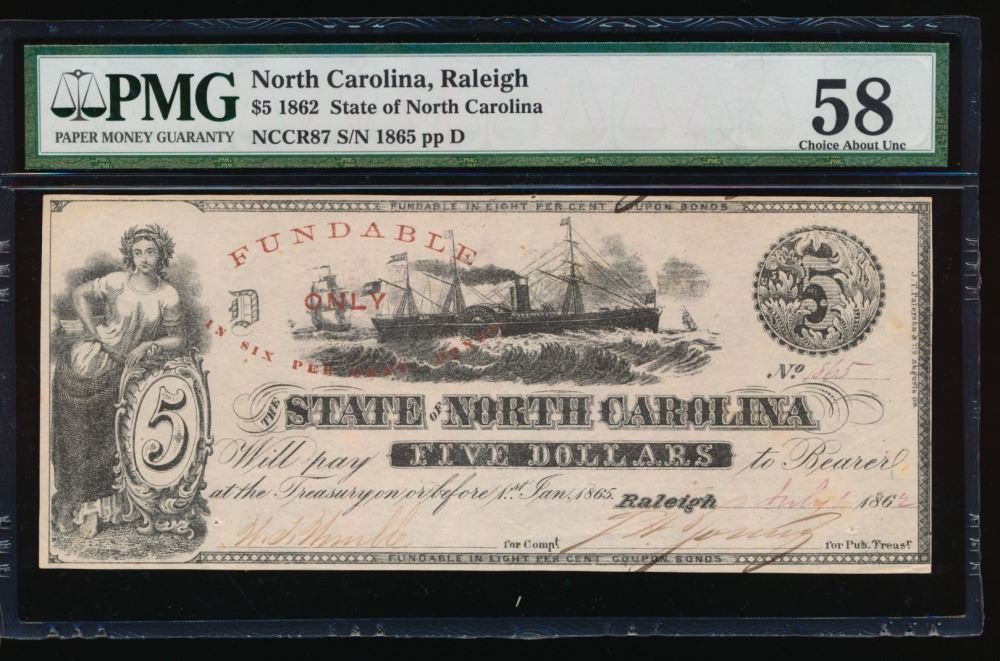 PMG
PAPER MONEY GUARANTY
North Carolina, Raleigh
$5 1862 State of North Carolina
NCCR87 S/N 1865 pp D
58
Choice About Unc
FUNDABLE IN EIGHT PER CENT COUPON BONDS
FUNDABLE
ONLY
IN SIX PER CENT BONDS
D
5
No 1865
THE STATE OF NORTH CAROLINA
5
Will pay FIVE DOLLARS to Bearer
at the Treasury on or before 1st Jan. 1865. Raleigh July 1 1862
for Compt. for Pub. Treasr
FUNDABLE IN EIGHT PER CENT COUPON BONDS